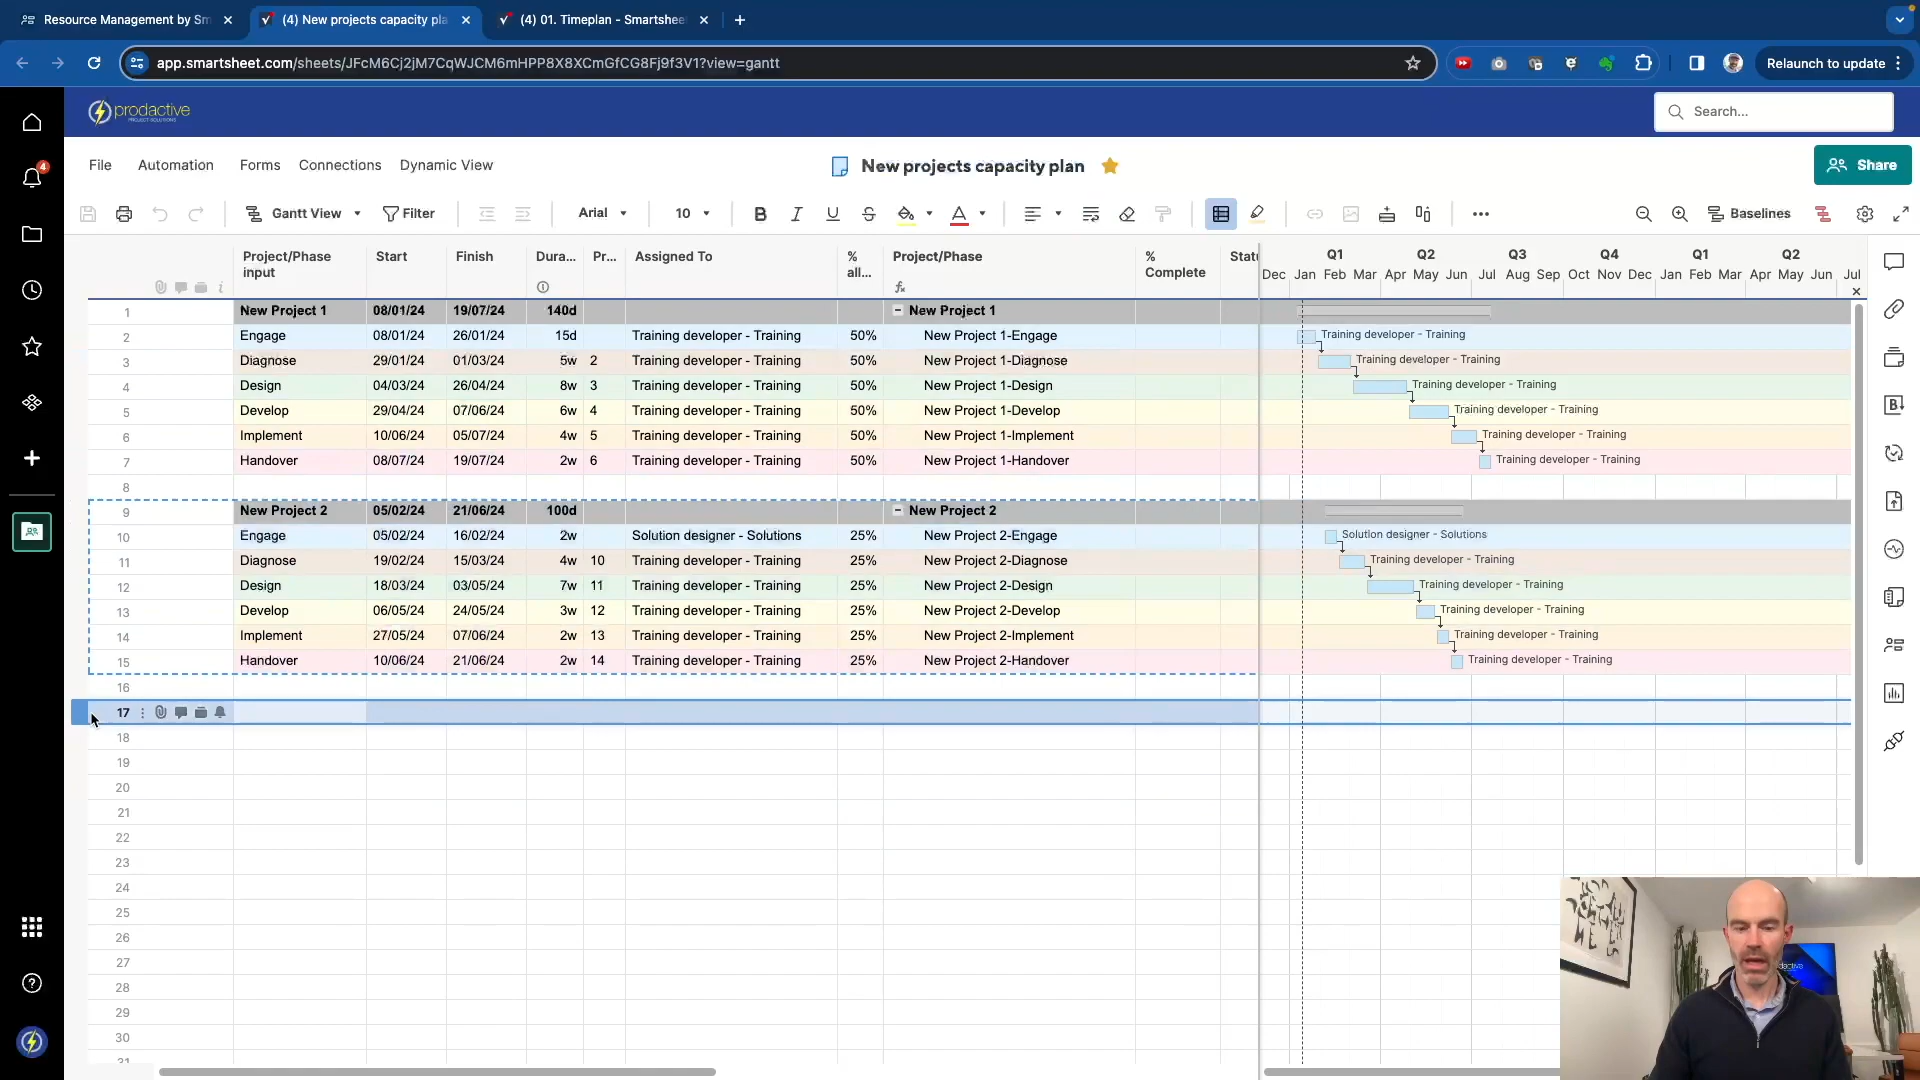 Resource Management by Sm
(4) New projects capacity pla
(4) 01. Timeplan - Smartsheet
app.smartsheet.com/sheets/JFcM6Cj2jM7CqWJCM6mHPP8X8XCmGfCG8Fj9f3V1?view=gantt
Relaunch to update
prodactive
PROJECT·SOLUTIONS
Search...
File
Automation
Forms
Connections
Dynamic View
New projects capacity plan
Share
4
Gantt View
Filter
Arial
10
Baselines
Project/Phase input
Start
Finish
Dura...
Pr...
Assigned To
% all...
Project/Phase
% Complete
Statu
Q1 Q2 Q3 Q4 Q1 Q2
Dec Jan Feb Mar Apr May Jun Jul Aug Sep Oct Nov Dec Jan Feb Mar Apr May Jun Jul
1 New Project 1 08/01/24 19/07/24 140d New Project 1
2 Engage 08/01/24 26/01/24 15d Training developer - Training 50% New Project 1-Engage Training developer - Training
3 Diagnose 29/01/24 01/03/24 5w 2 Training developer - Training 50% New Project 1-Diagnose Training developer - Training
4 Design 04/03/24 26/04/24 8w 3 Training developer - Training 50% New Project 1-Design Training developer - Training
5 Develop 29/04/24 07/06/24 6w 4 Training developer - Training 50% New Project 1-Develop Training developer - Training
6 Implement 10/06/24 05/07/24 4w 5 Training developer - Training 50% New Project 1-Implement Training developer - Training
7 Handover 08/07/24 19/07/24 2w 6 Training developer - Training 50% New Project 1-Handover Training developer - Training
8
9 New Project 2 05/02/24 21/06/24 100d New Project 2
10 Engage 05/02/24 16/02/24 2w Solution designer - Solutions 25% New Project 2-Engage Solution designer - Solutions
11 Diagnose 19/02/24 15/03/24 4w 10 Training developer - Training 25% New Project 2-Diagnose Training developer - Training
12 Design 18/03/24 03/05/24 7w 11 Training developer - Training 25% New Project 2-Design Training developer - Training
13 Develop 06/05/24 24/05/24 3w 12 Training developer - Training 25% New Project 2-Develop Training developer - Training
14 Implement 27/05/24 07/06/24 2w 13 Training developer - Training 25% New Project 2-Implement Training developer - Training
15 Handover 10/06/24 21/06/24 2w 14 Training developer - Training 25% New Project 2-Handover Training developer - Training
16
17
18
19
20
21
22
23
24
25
26
27
28
29
30
31